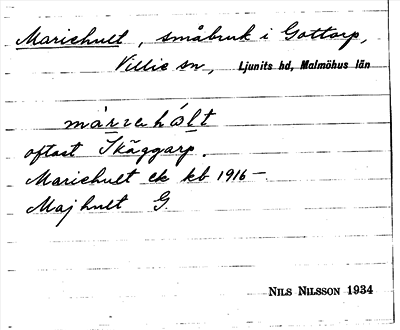 Mariehult, småbruk i Gottarp,
Villie sn, Ljunits hd, Malmöhus län
oftast Skäggarp.
Mariehult ek kb 1916 –
Majhult G.
NILS NILSSON 1934